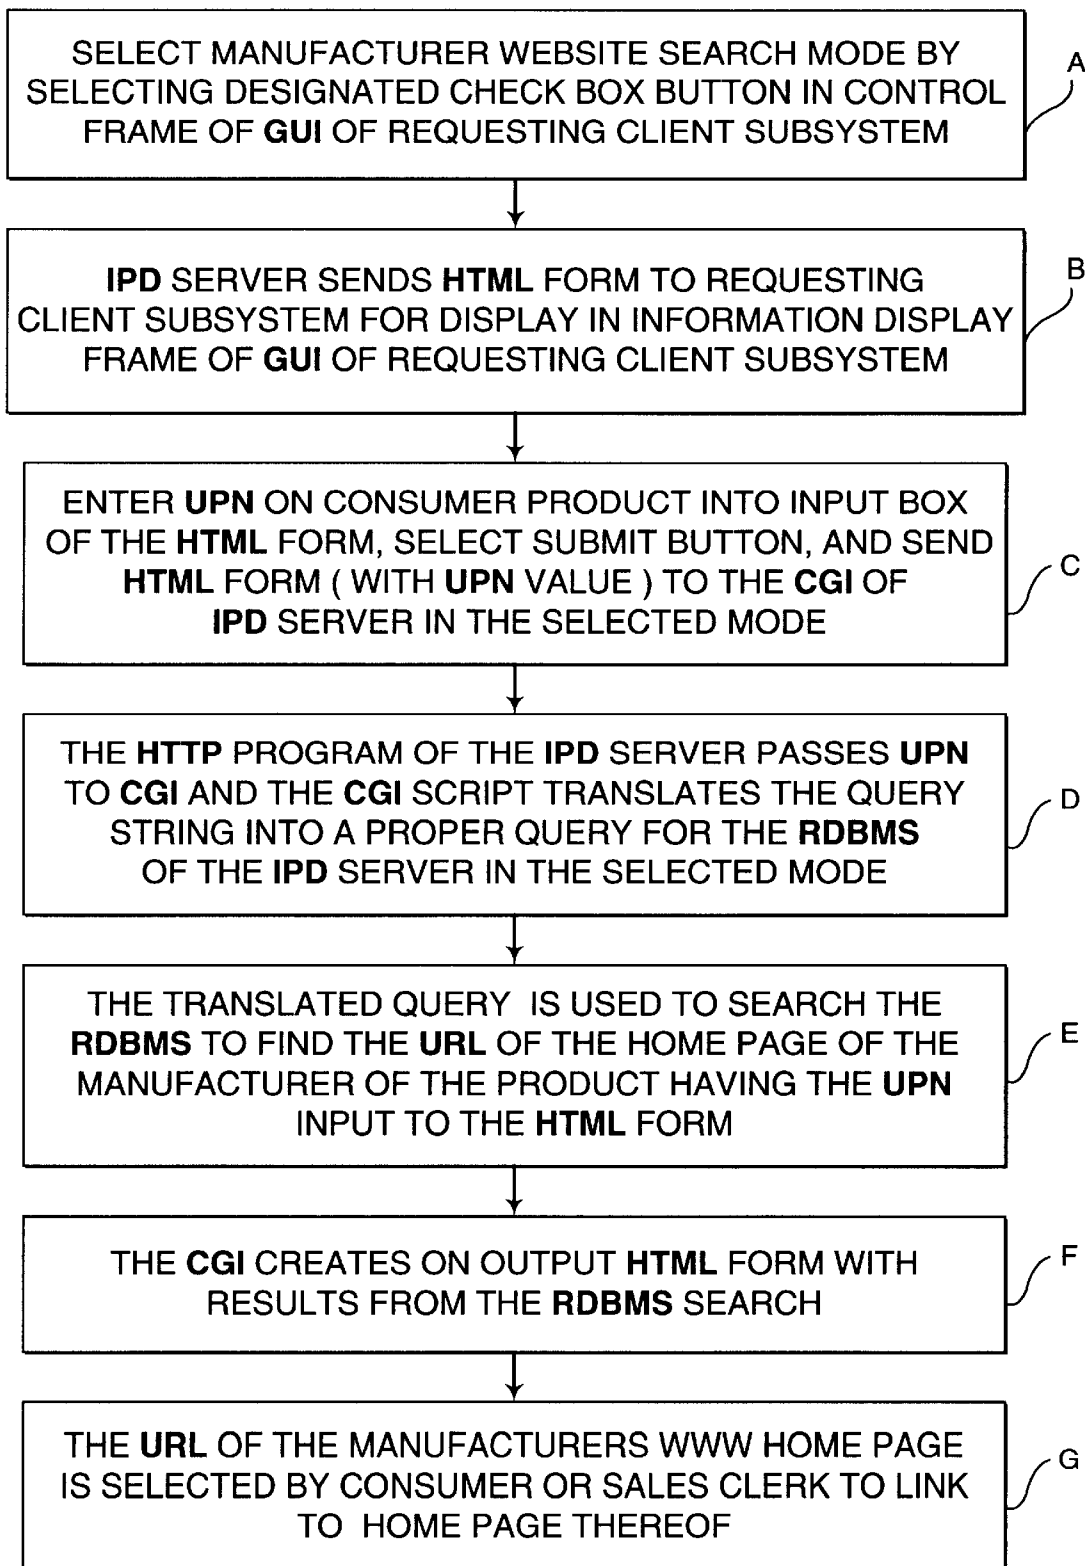 SELECT MANUFACTURER WEBSITE SEARCH MODE BY
SELECTING DESIGNATED CHECK BOX BUTTON IN CONTROL
FRAME OF GUI OF REQUESTING CLIENT SUBSYSTEM
A
IPD SERVER SENDS HTML FORM TO REQUESTING
CLIENT SUBSYSTEM FOR DISPLAY IN INFORMATION DISPLAY
FRAME OF GUI OF REQUESTING CLIENT SUBSYSTEM
B
ENTER UPN ON CONSUMER PRODUCT INTO INPUT BOX
OF THE HTML FORM, SELECT SUBMIT BUTTON, AND SEND
HTML FORM ( WITH UPN VALUE ) TO THE CGI OF
IPD SERVER IN THE SELECTED MODE
C
THE HTTP PROGRAM OF THE IPD SERVER PASSES UPN
TO CGI AND THE CGI SCRIPT TRANSLATES THE QUERY
STRING INTO A PROPER QUERY FOR THE RDBMS
OF THE IPD SERVER IN THE SELECTED MODE
D
THE TRANSLATED QUERY IS USED TO SEARCH THE
RDBMS TO FIND THE URL OF THE HOME PAGE OF THE
MANUFACTURER OF THE PRODUCT HAVING THE UPN
INPUT TO THE HTML FORM
E
THE CGI CREATES ON OUTPUT HTML FORM WITH
RESULTS FROM THE RDBMS SEARCH
F
THE URL OF THE MANUFACTURERS WWW HOME PAGE
IS SELECTED BY CONSUMER OR SALES CLERK TO LINK
TO HOME PAGE THEREOF
G